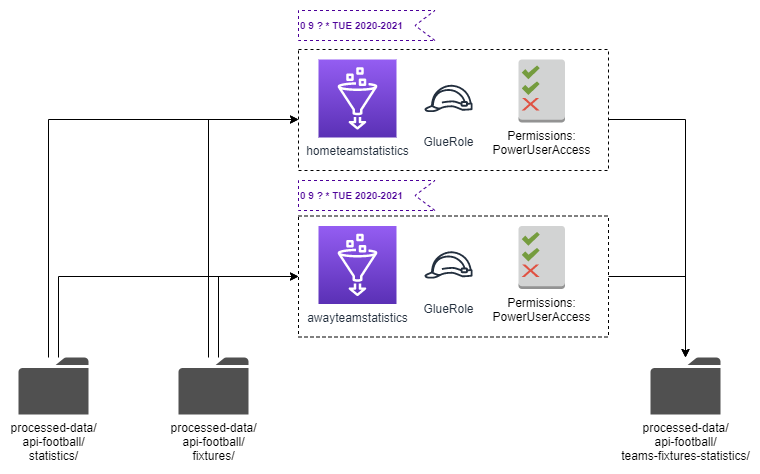 0 9 ? * TUE 2020-2021
hometeamstatistics
GlueRole
Permissions:
PowerUserAccess
0 9 ? * TUE 2020-2021
awayteamstatistics
GlueRole
Permissions:
PowerUserAccess
processed-data/
api-football/
statistics/
processed-data/
api-football/
fixtures/
processed-data/
api-football/
teams-fixtures-statistics/